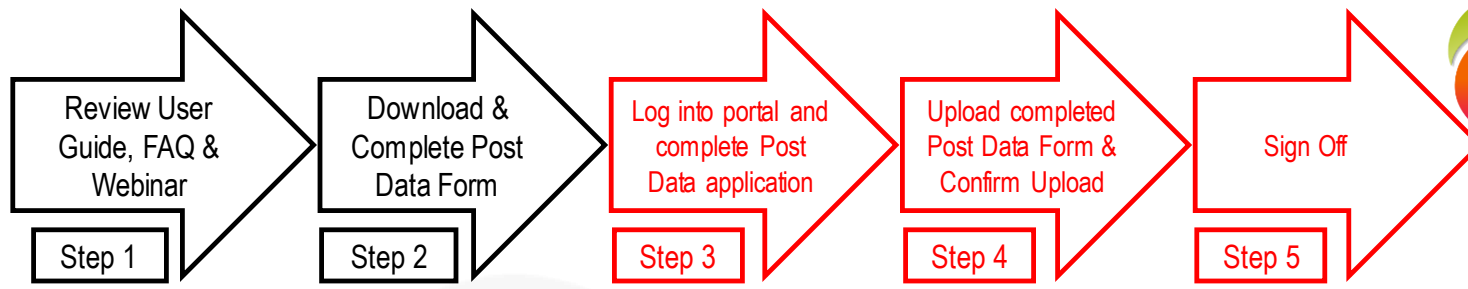 Review User
Guide, FAQ &
Webinar
Step 1
Download &
Complete Post
Data Form
Step 2
Log into portal and
complete Post
Data application
Step 3
Upload completed
Post Data Form &
Confirm Upload
Step 4
Sign Off
Step 5